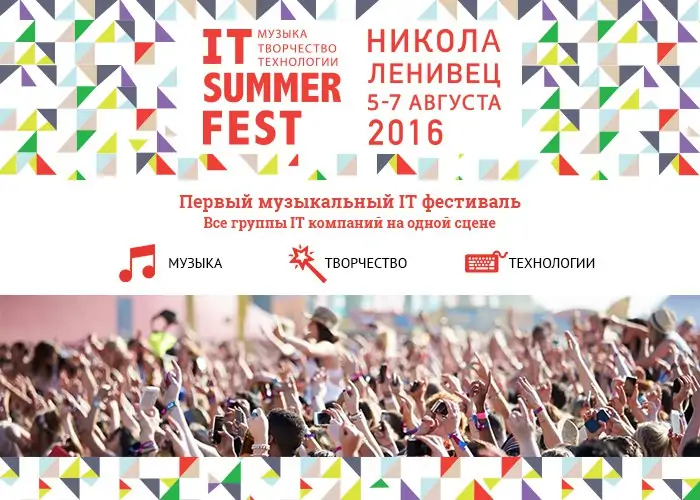 IT МУЗЫКА
ТВОРЧЕСТВО
ТЕХНОЛОГИИ
SUMMER
FEST
НИКОЛА
ЛЕНИВЕЦ
5-7 АВГУСТА
2016
Первый музыкальный IT фестиваль
Все группы IT компаний на одной сцене
МУЗЫКА
ТВОРЧЕСТВО
ТЕХНОЛОГИИ